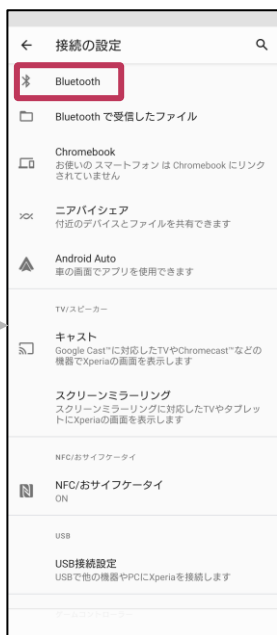 接続の設定
Bluetooth
Bluetooth で受信したファイル
Chromebook
お使いの スマートフォン は Chromebook にリンク
されていません
ニアバイシェア
付近のデバイスとファイルを共有できます
Android Auto
車の画面でアプリを使用できます
TV/スピーカー
キャスト
Google Cast™に対応したTVやChromecast™などの
機器でXperiaの画面を表示します
スクリーンミラーリング
スクリーンミラーリングに対応したTVやタブレッ
トにXperiaの画面を表示します
NFC/おサイフケータイ
NFC/おサイフケータイ
ON
USB
USB接続設定
USBで他の機器やPCにXperiaを接続します